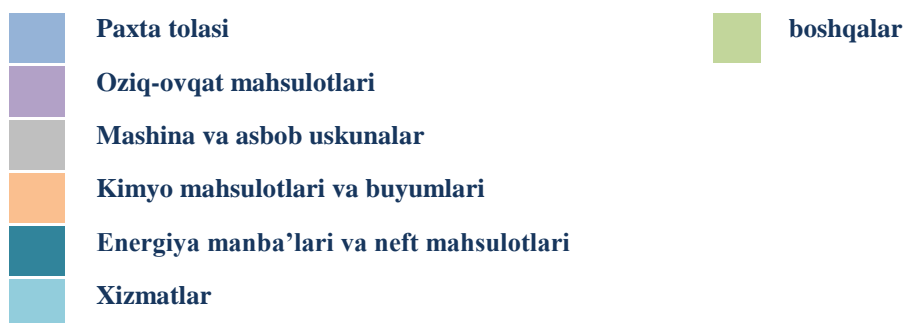 Paxta tolasi
boshqalar
Oziq-ovqat mahsulotlari
Mashina va asbob uskunalar
Kimyo mahsulotlari va buyumlari
Energiya manba’lari va neft mahsulotlari
Xizmatlar